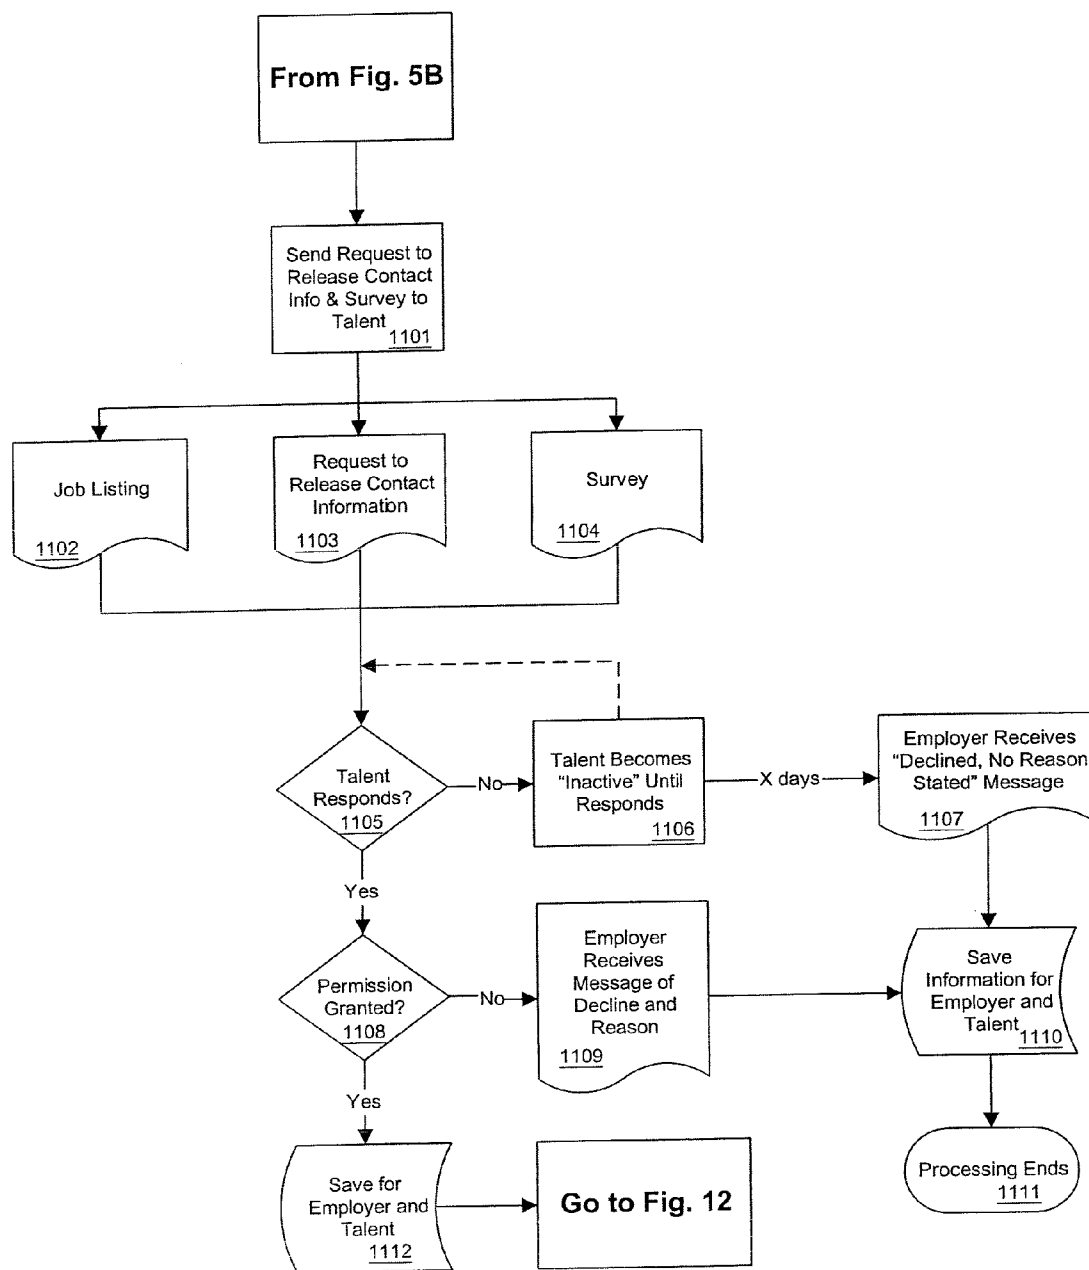 From Fig. 5B
Send Request to
Release Contact
Info & Survey to
Talent
1101
Job Listing
1102
Request to
Release Contact
Information
1103
Survey
1104
Talent
Responds?
1105
No
Talent Becomes
“Inactive” Until
Responds
1106
X days
Employer Receives
“Declined, No Reason
Stated” Message
1107
Yes
Permission
Granted?
1108
No
Employer
Receives
Message of
Decline and
Reason
1109
Save
Information for
Employer and
Talent
1110
Yes
Processing Ends
1111
Save for
Employer and
Talent
1112
Go to Fig. 12